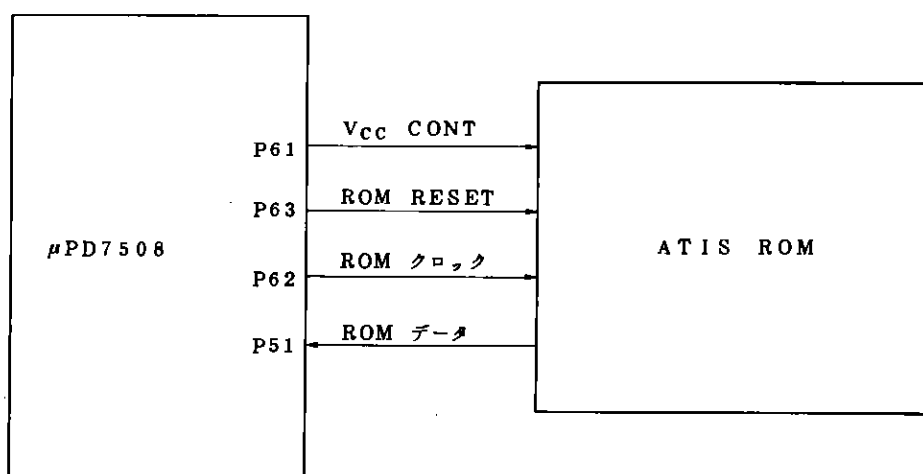 VCC CONT
P61
ROM RESET
P63
μPD7508
ATIS ROM
ROM クロック
P62
ROM データ
P51